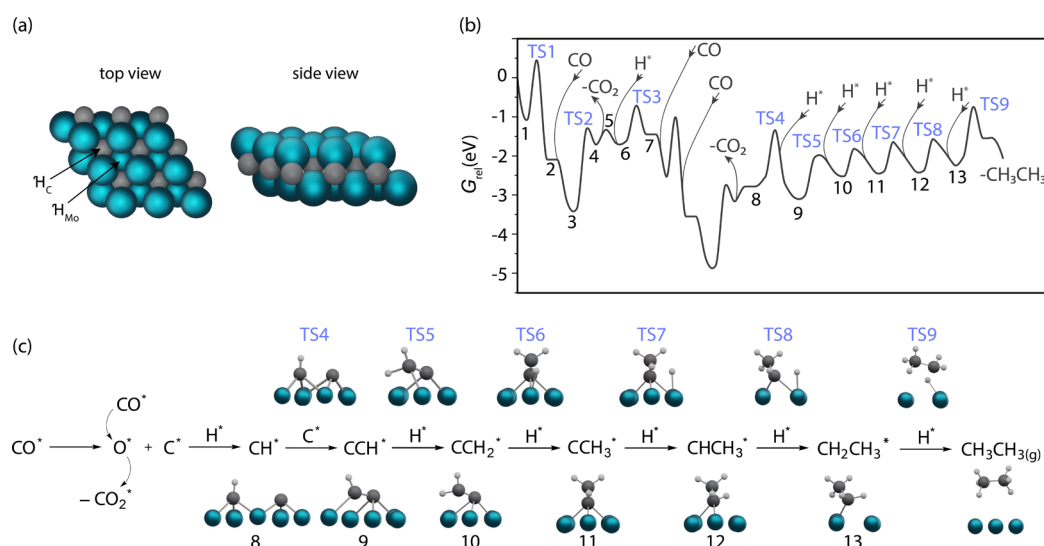 (a)
top view side view
H_C
H_Mo
(b)
G_rel(eV)
0
-1
-2
-3
-4
-5
TS1
CO
H*
CO
-CO₂
5
TS3
CO
TS2
1
4
6
7
2
3
-CO₂
TS4
H*
H*
H*
H*
H*
TS9
TS5
TS6
TS7
TS8
8
9
10
11
12
13
-CH₃CH₃
(c)
TS4 TS5 TS6 TS7 TS8 TS9
CO*
H* C* H* H* H* H* H*
CO* O* + C* CH* CCH* CCH₂* CCH₃* CHCH₃* CH₂CH₃* CH₃CH₃(g)
– CO₂*
8 9 10 11 12 13